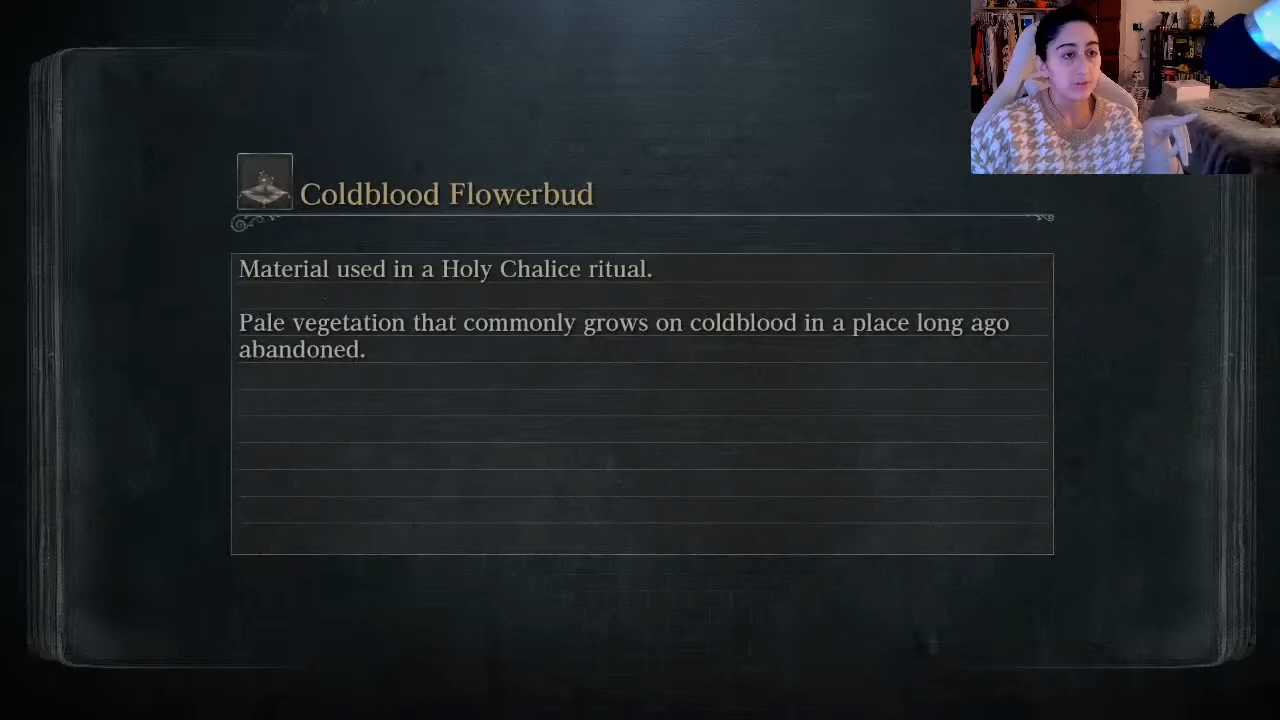 Coldblood Flowerbud
Material used in a Holy Chalice ritual.
Pale vegetation that commonly grows on coldblood in a place long ago
abandoned.